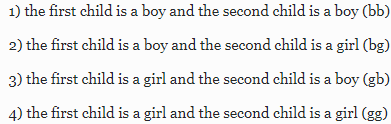 1) the first child is a boy and the second child is a boy (bb)
2) the first child is a boy and the second child is a girl (bg)
3) the first child is a girl and the second child is a boy (gb)
4) the first child is a girl and the second child is a girl (gg)